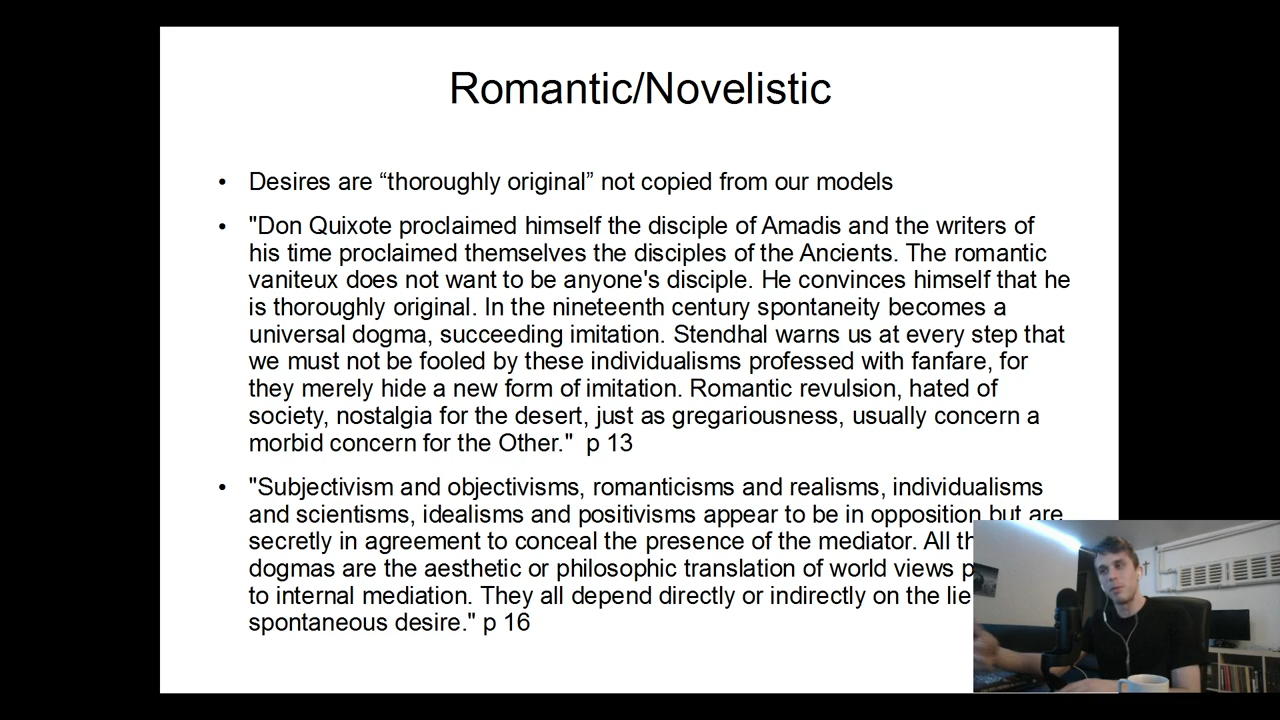 Romantic/Novelistic
• Desires are “thoroughly original” not copied from our models
• "Don Quixote proclaimed himself the disciple of Amadis and the writers of
his time proclaimed themselves the disciples of the Ancients. The romantic
vaniteux does not want to be anyone's disciple. He convinces himself that he
is thoroughly original. In the nineteenth century spontaneity becomes a
universal dogma, succeeding imitation. Stendhal warns us at every step that
we must not be fooled by these individualisms professed with fanfare, for
they merely hide a new form of imitation. Romantic revulsion, hated of
society, nostalgia for the desert, just as gregariousness, usually concern a
morbid concern for the Other." p 13
• "Subjectivism and objectivisms, romanticisms and realisms, individualisms
and scientisms, idealisms and positivisms appear to be in opposition but are
secretly in agreement to conceal the presence of the mediator. All
dogmas are the aesthetic or philosophic translation of world views
to internal mediation. They all depend directly or indirectly on the lie
spontaneous desire." p 16